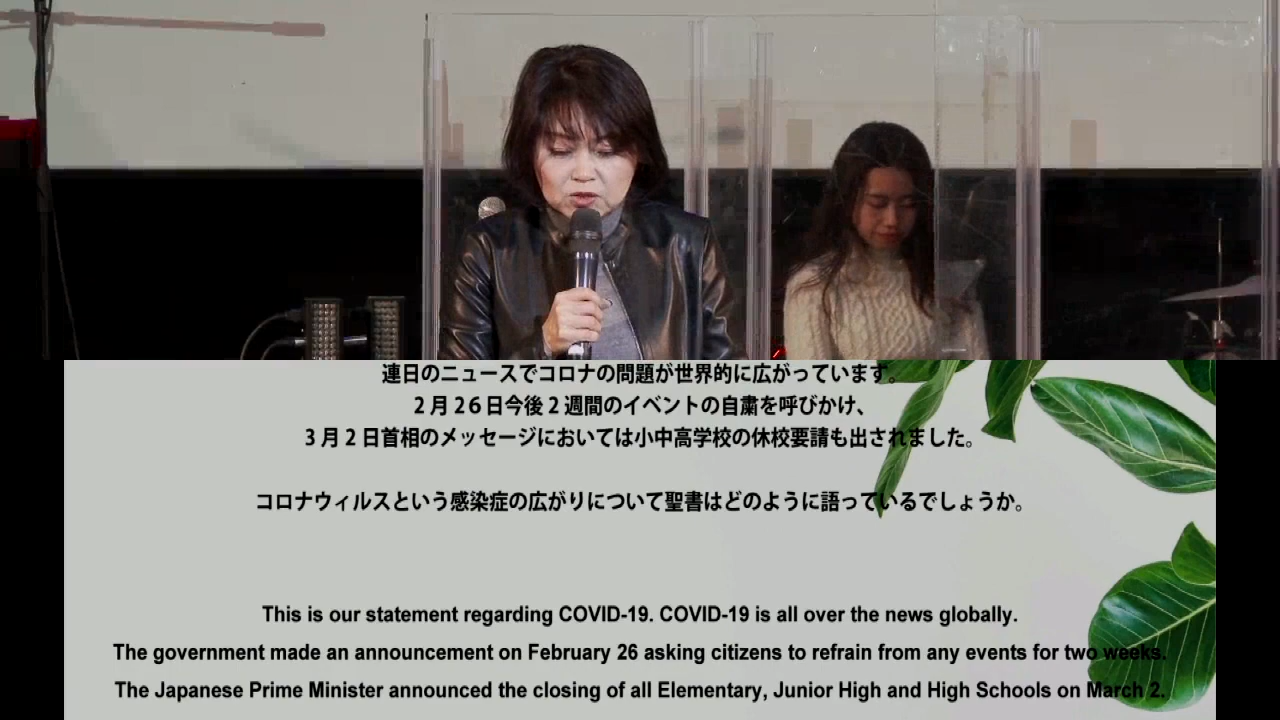 連日のニュースでコロナの問題が世界的に広がっています。
2月26日今後2週間のイベントの自粛を呼びかけ、
3月2日首相のメッセージにおいては小中高学校の休校要請も出されました。
コロナウィルスという感染症の広がりについて聖書はどのように語っているでしょうか。
This is our statement regarding COVID-19. COVID-19 is all over the news globally.
The government made an announcement on February 26 asking citizens to refrain from any events for two weeks.
The Japanese Prime Minister announced the closing of all Elementary, Junior High and High Schools on March 2.